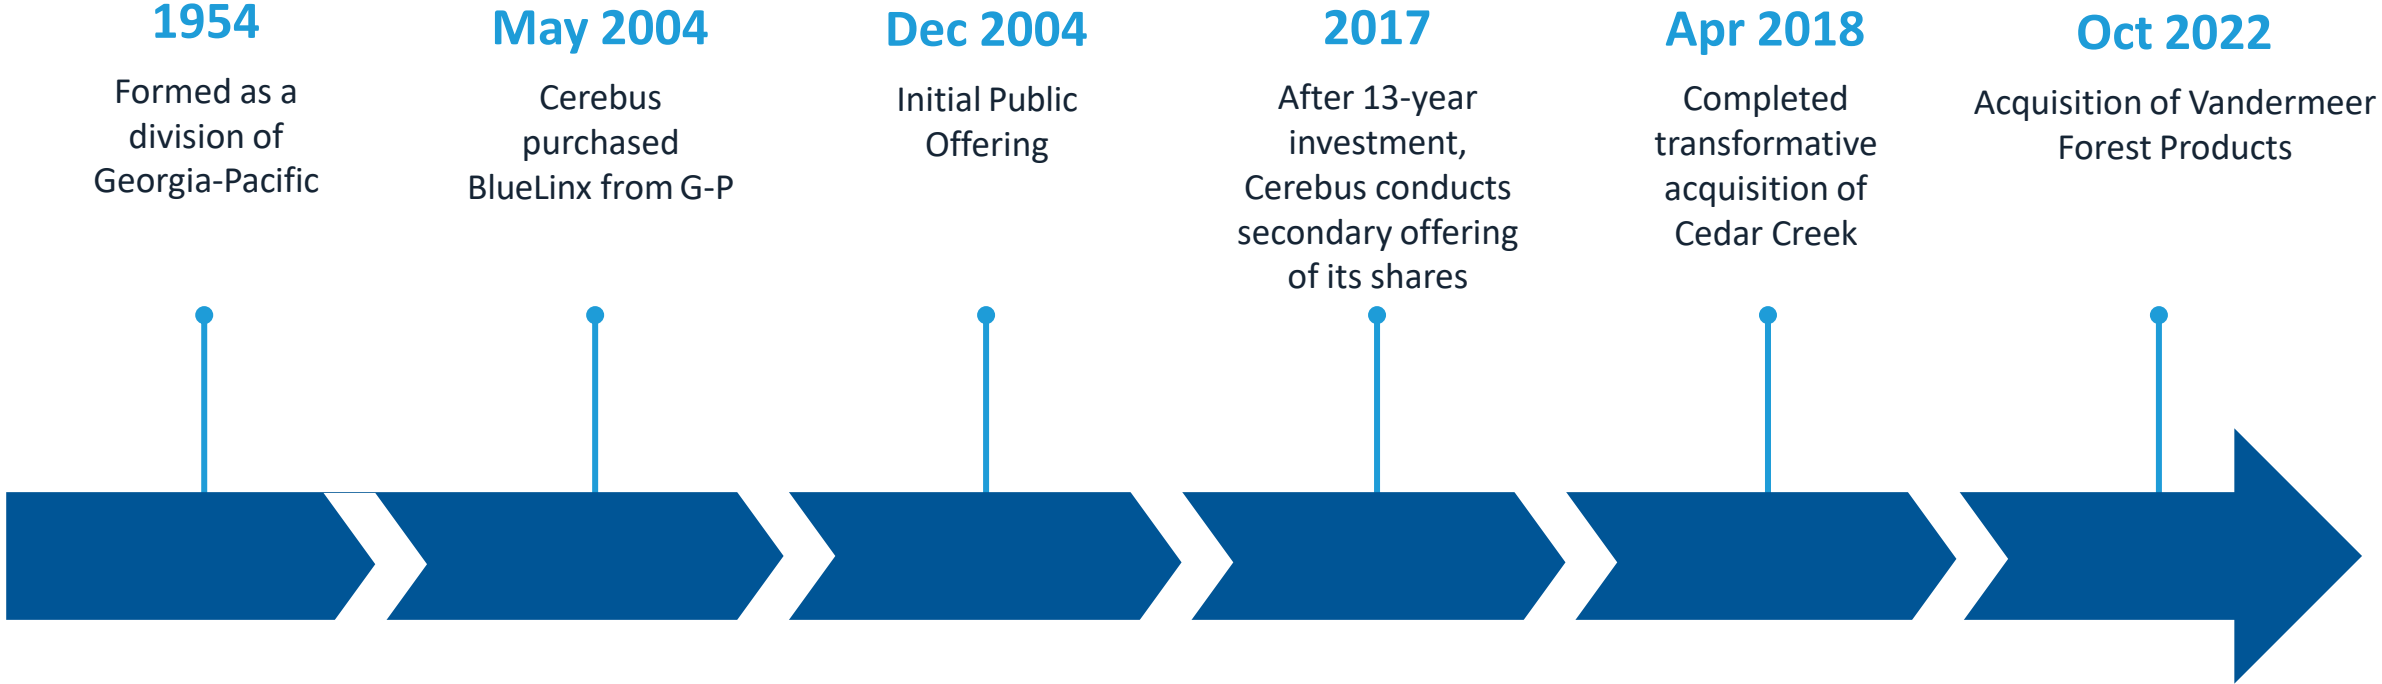 1954
Formed as a
division of
Georgia-Pacific
May 2004
Cerebus
purchased
BlueLinx from G-P
Dec 2004
Initial Public
Offering
2017
After 13-year
investment,
Cerebus conducts
secondary offering
of its shares
Apr 2018
Completed
transformative
acquisition of
Cedar Creek
Oct 2022
Acquisition of Vandermeer
Forest Products